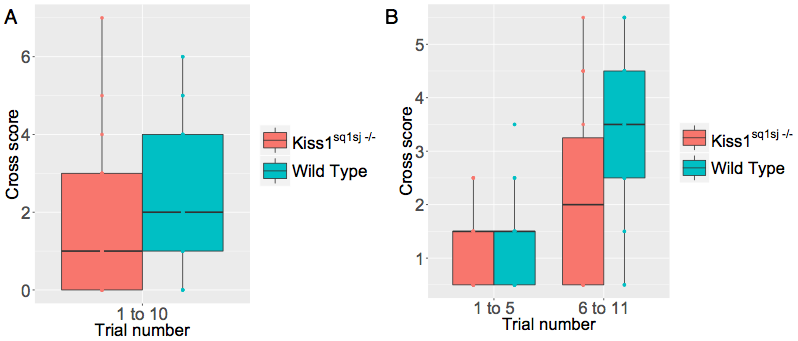 A
Cross score
6
4
2
0
1 to 10
Trial number
Kiss1sq1sj -/-
Wild Type
B
Cross score
5
4
3
2
1
1 to 5 6 to 11
Trial number
Kiss1sq1sj -/-
Wild Type